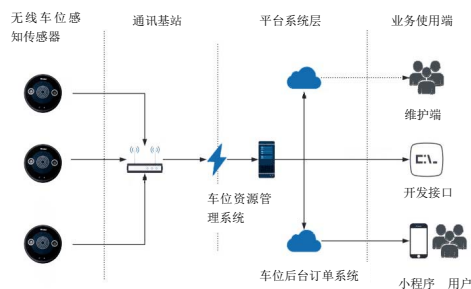 无线车位感
知传感器
通讯基站
平台系统层
业务使用端
维护端
车位资源管
理系统
开发接口
车位后台订单系统
小程序 用户